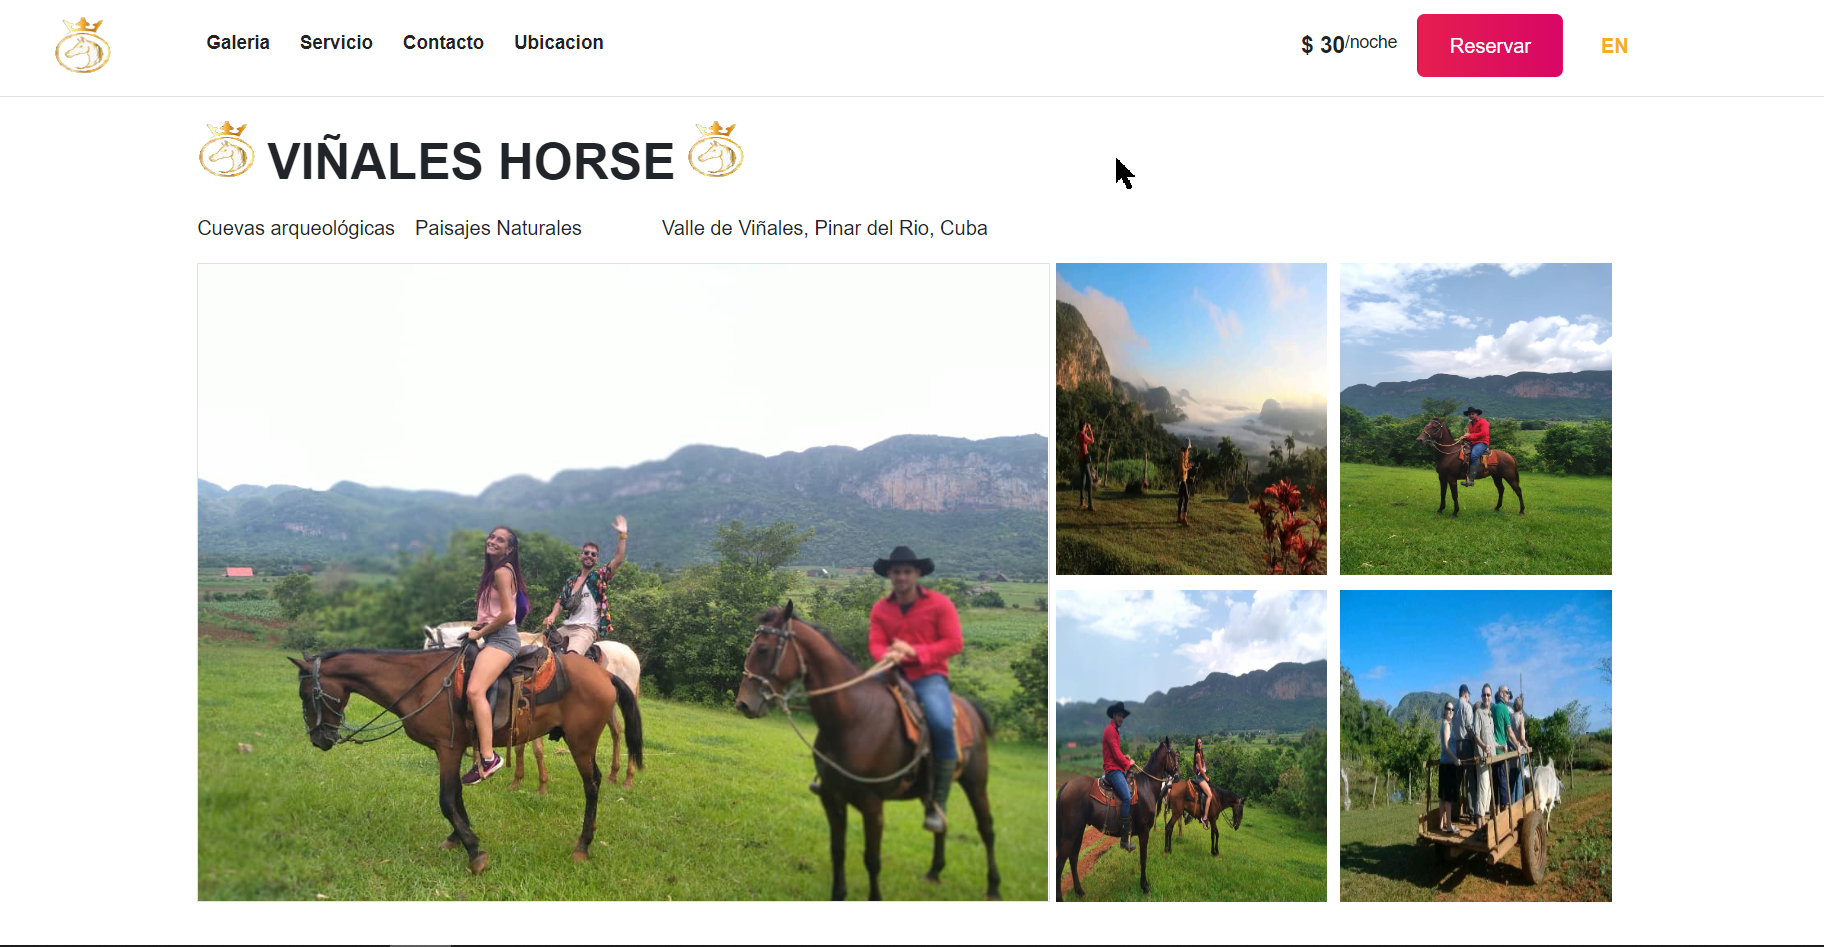 Galeria Servicio Contacto Ubicacion $ 30/noche Reservar EN
VIÑALES HORSE
Cuevas arqueológicas Paisajes Naturales Valle de Viñales, Pinar del Rio, Cuba